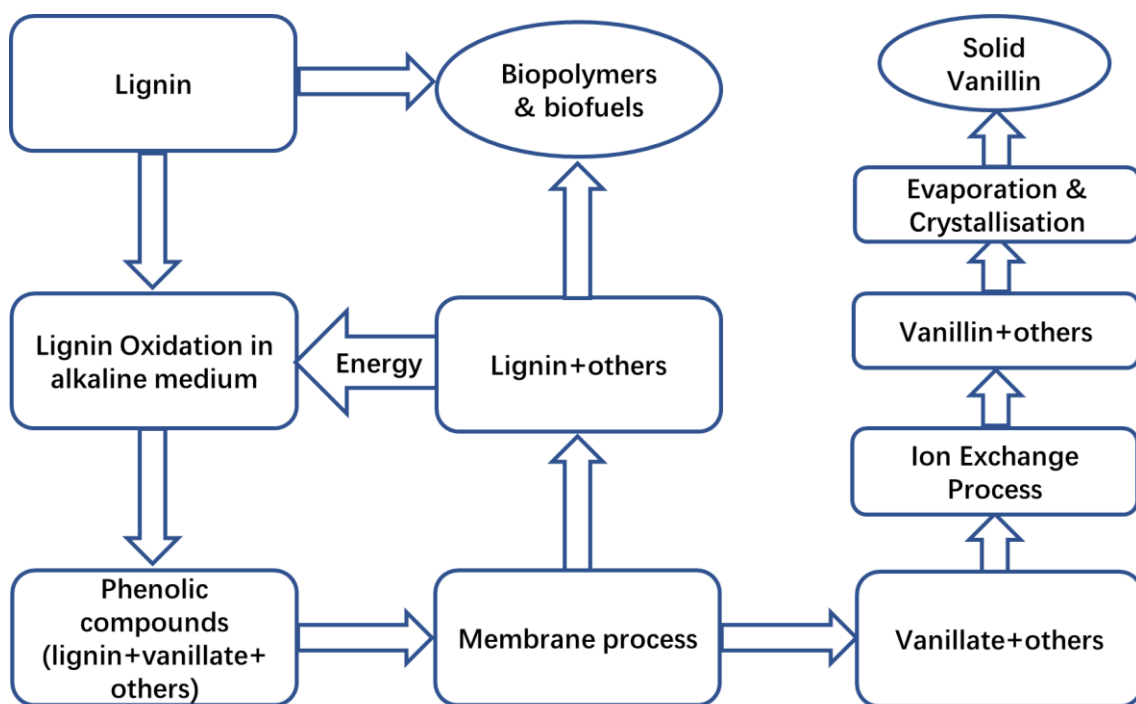 Lignin
Biopolymers
& biofuels
Solid
Vanillin
Evaporation &
Crystallisation
Lignin Oxidation in
alkaline medium
Energy
Lignin+others
Vanillin+others
Ion Exchange
Process
Phenolic
compounds
(lignin+vanillate+
others)
Membrane process
Vanillate+others